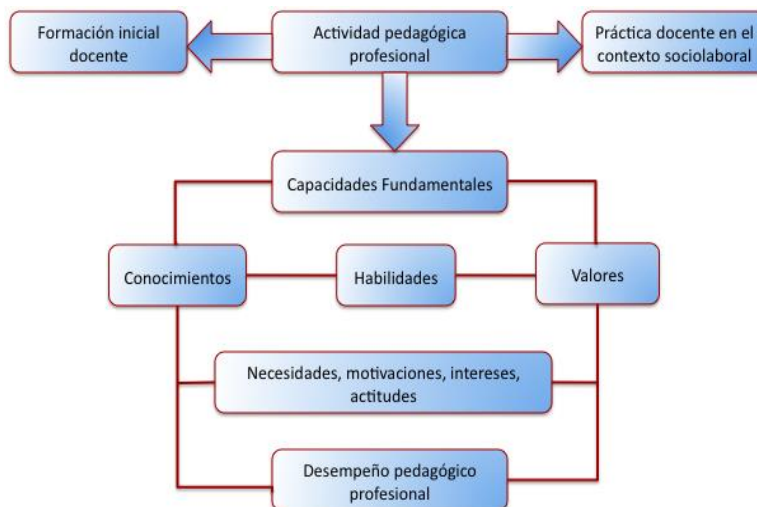 Formación inicial
docente
Actividad pedagógica
profesional
Práctica docente en el
contexto sociolaboral
Capacidades Fundamentales
Conocimientos
Habilidades
Valores
Necesidades, motivaciones, intereses,
actitudes
Desempeño pedagógico
profesional